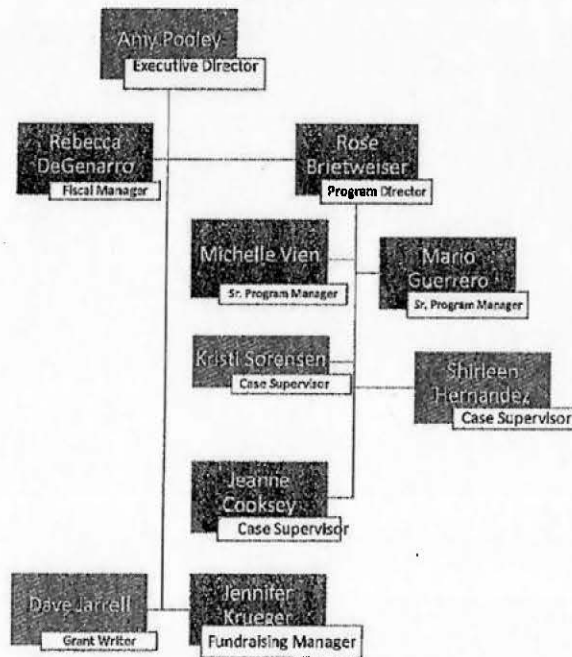 Amy Pooley
Executive Director
Rebecca
DeGenarro
Fiscal Manager
Rose
Brietweiser
Program Director
Michelle Vien
Sr. Program Manager
Mario
Guerrero
Sr. Program Manager
Kristi Sorensen
Case Supervisor
Shirleen
Hernandez
Case Supervisor
Jeanne
Cooksey
Case Supervisor
Dave Jarrell
Grant Writer
Jennifer
Krueger
Fundraising Manager